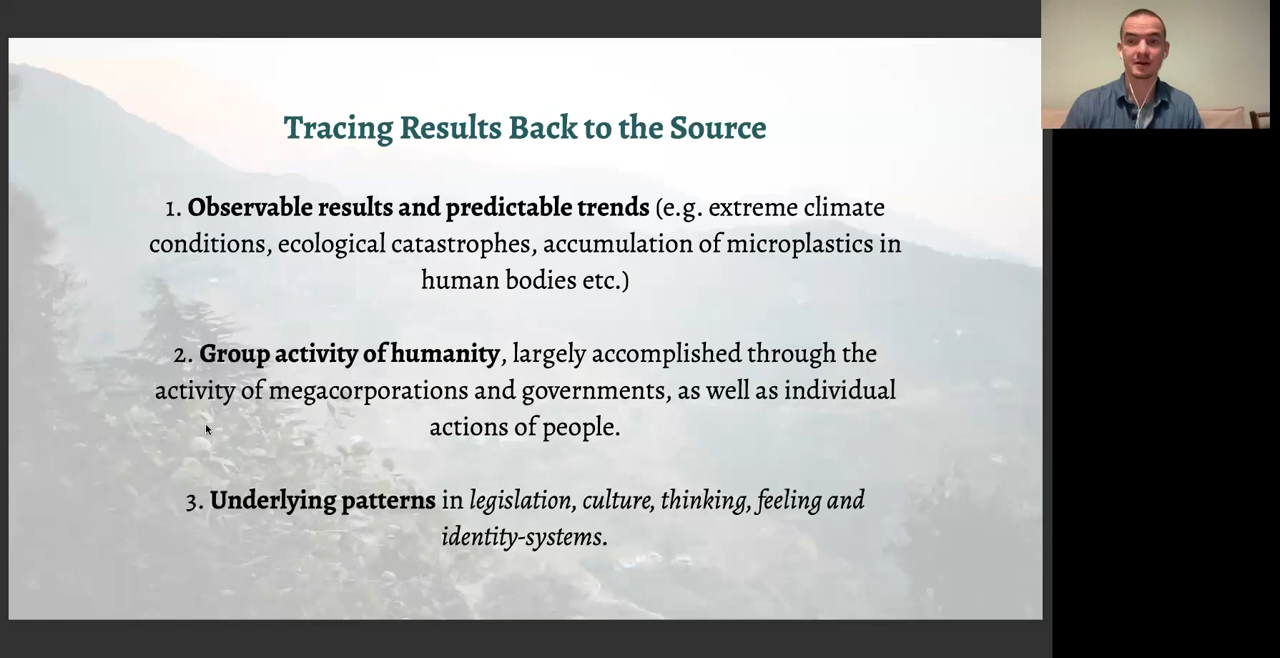 Tracing Results Back to the Source
1. Observable results and predictable trends (e.g. extreme climate
conditions, ecological catastrophes, accumulation of microplastics in
human bodies etc.)
2. Group activity of humanity, largely accomplished through the
activity of megacorporations and governments, as well as individual
actions of people.
3. Underlying patterns in legislation, culture, thinking, feeling and
identity-systems.